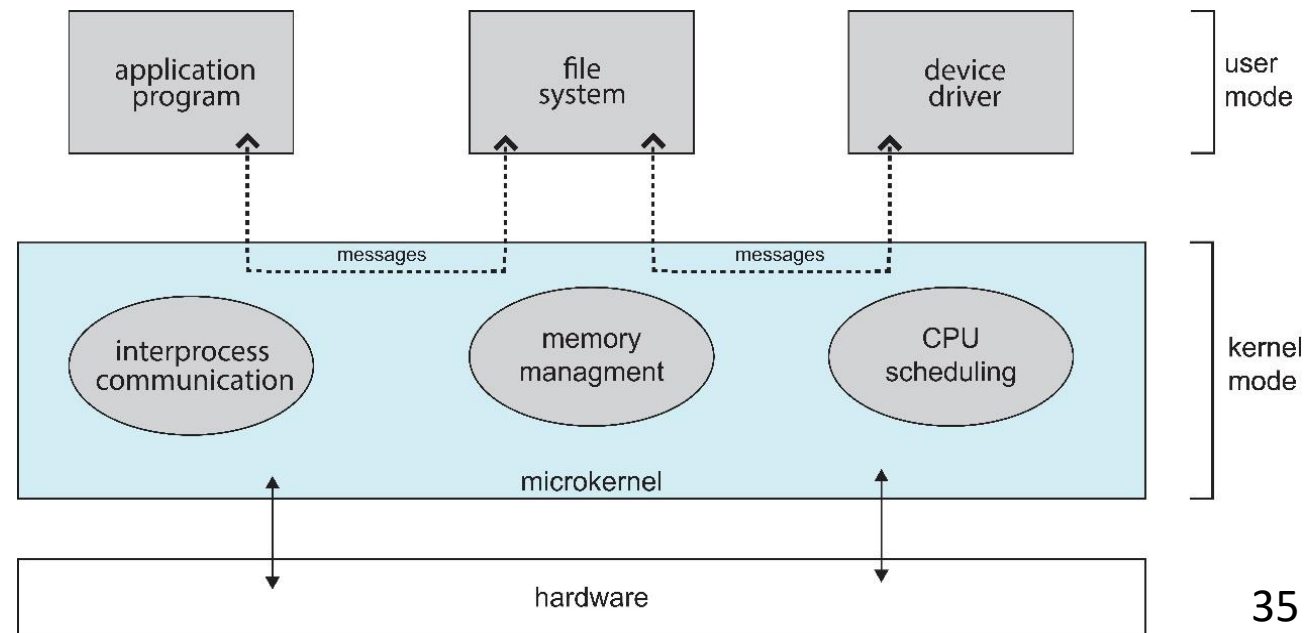 application
program
file
system
device
driver
user
mode
messages
messages
interprocess
communication
memory
managment
CPU
scheduling
kernel
mode
microkernel
hardware
35